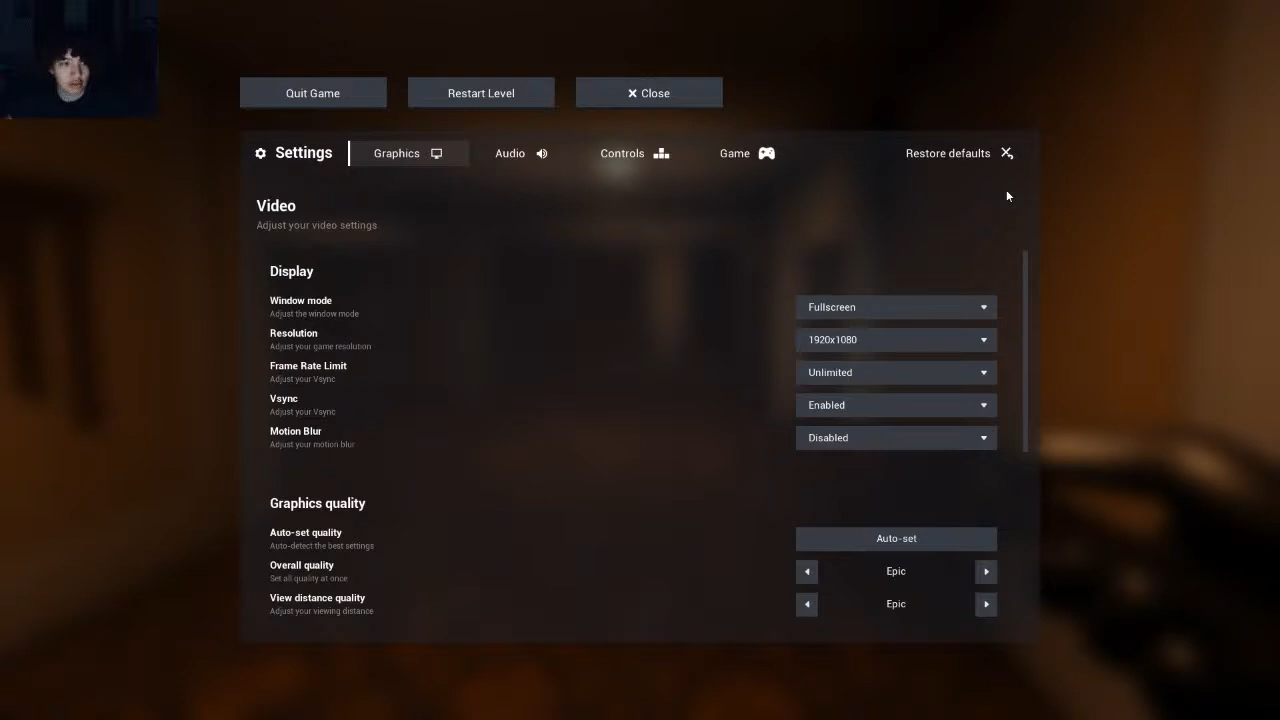 Quit Game
Restart Level
Close
Settings
Graphics
Audio
Controls
Game
Restore defaults
Video
Adjust your video settings
Display
Window mode
Adjust the window mode
Fullscreen
Resolution
Adjust your game resolution
1920x1080
Frame Rate Limit
Adjust your Vsync
Unlimited
Vsync
Adjust your Vsync
Enabled
Motion Blur
Adjust your motion blur
Disabled
Graphics quality
Auto-set quality
Auto-detect the best settings
Auto-set
Overall quality
Set all quality at once
Epic
View distance quality
Adjust your viewing distance
Epic